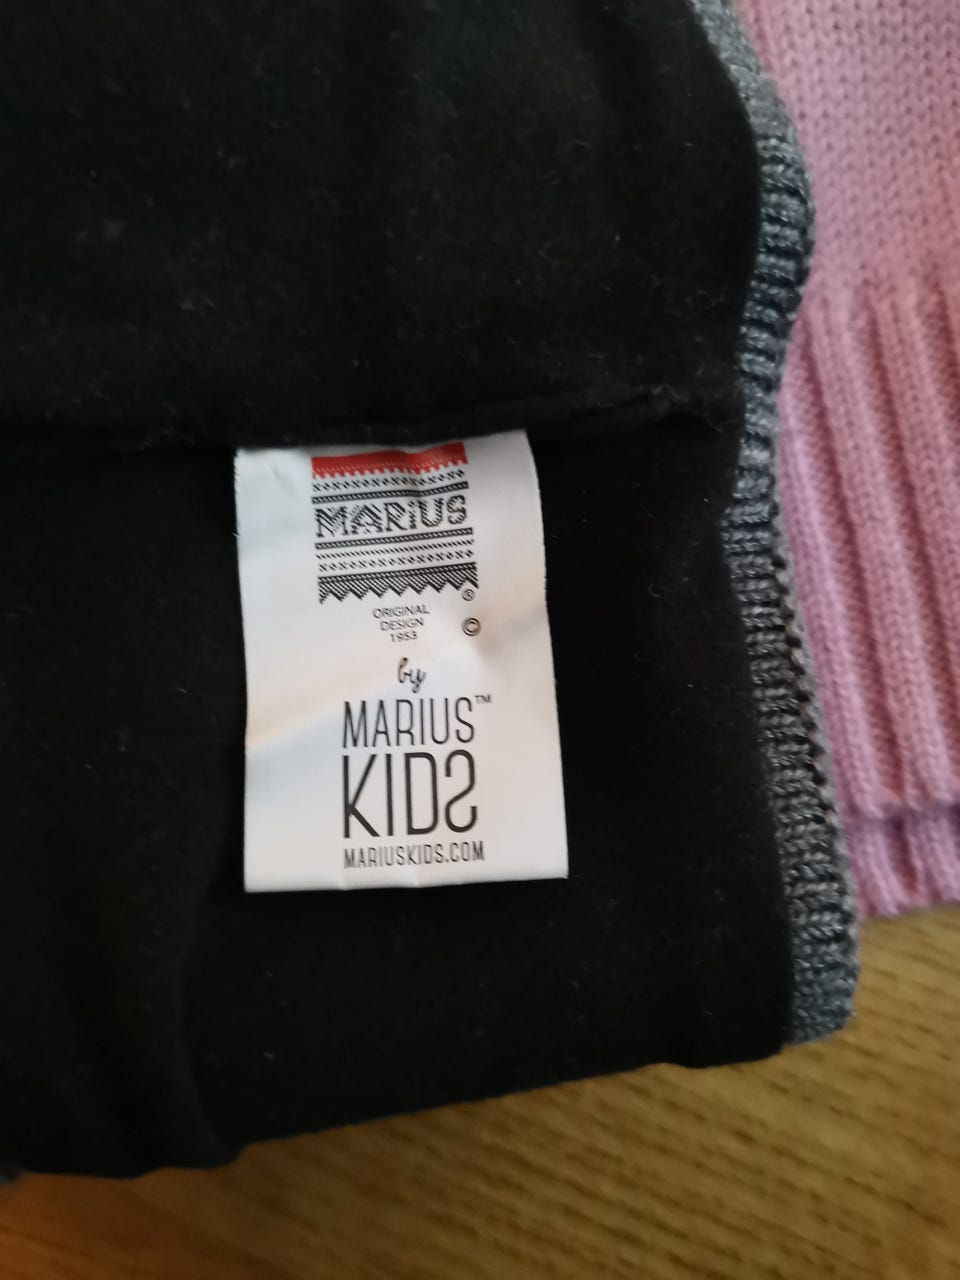 MARiUS
®
ORIGINAL
DESIGN
1953
©
by
MARIUS™
KIDS
MARIUSKIDS.COM